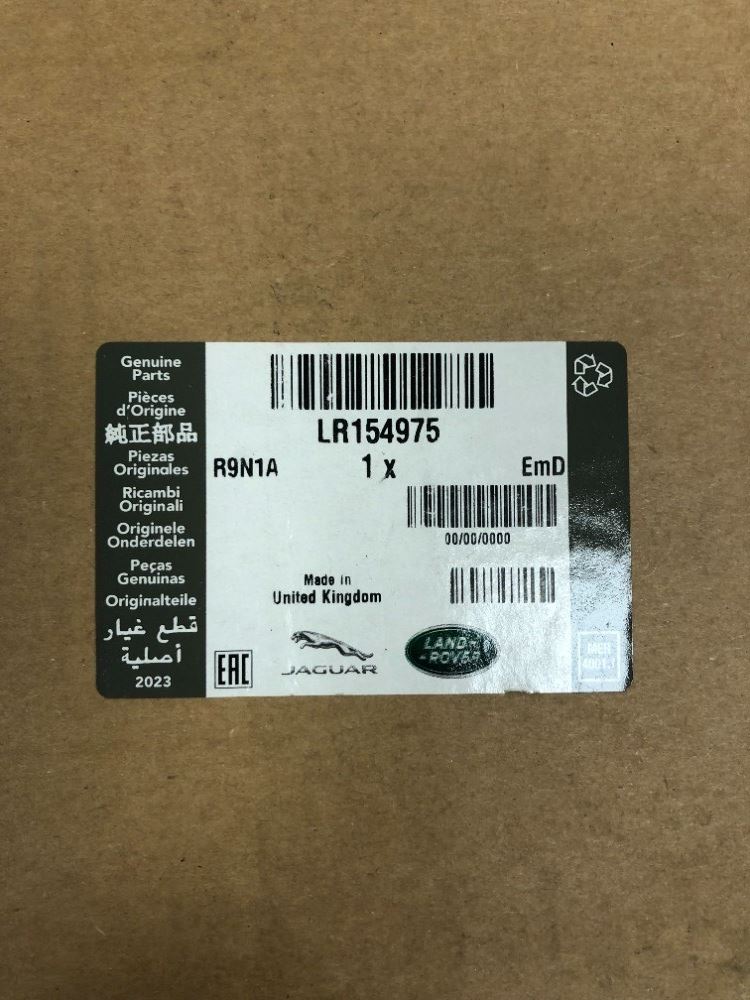 Genuine
Parts
Pièces
d'Origine
純正部品
Piezas
Originales
Ricambi
Originali
Originele
Onderdelen
Peças
Genuinas
Originalteile
قطع غيار
أصلية
2023
LR154975
R9N1A 1 x EmD
00/00/0000
Made in
United Kingdom
EAC
JAGUAR
LAND-
-ROVER
MER